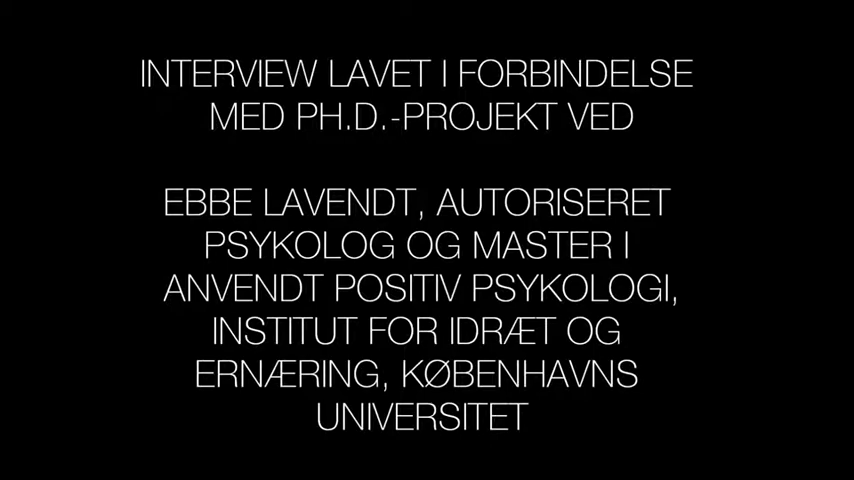 INTERVIEW LAVET I FORBINDELSE
MED PH.D.-PROJEKT VED
EBBE LAVENDT, AUTORISERET
PSYKOLOG OG MASTER I
ANVENDT POSITIV PSYKOLOGI,
INSTITUT FOR IDRÆT OG
ERNÆRING, KØBENHAVNS
UNIVERSITET